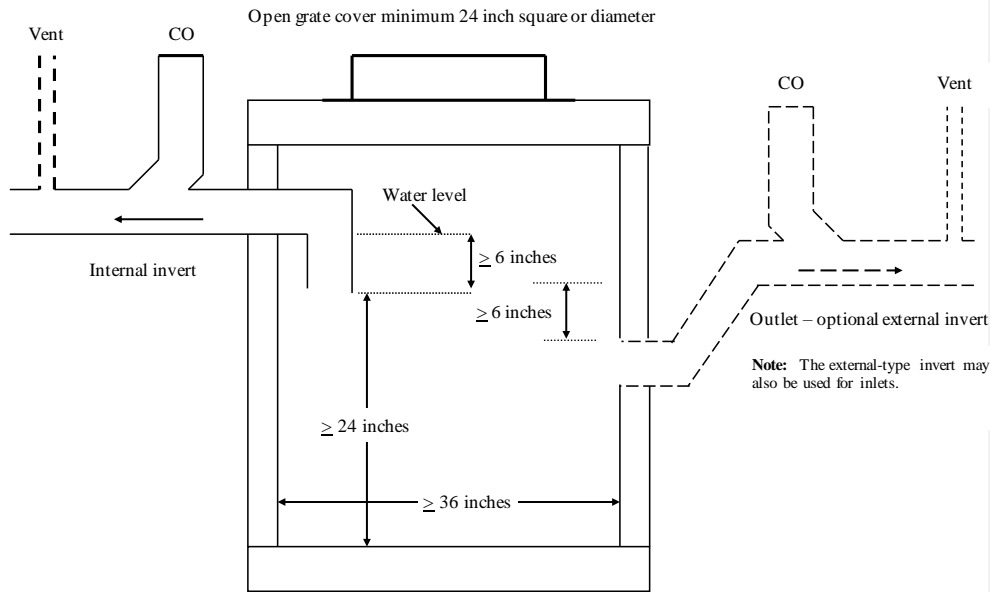 Open grate cover minimum 24 inch square or diameter
Vent
CO
CO
Vent
Water level
≥ 6 inches
Internal invert
≥ 6 inches
Outlet – optional external invert
Note: The external-type invert may
also be used for inlets.
≥ 24 inches
≥ 36 inches